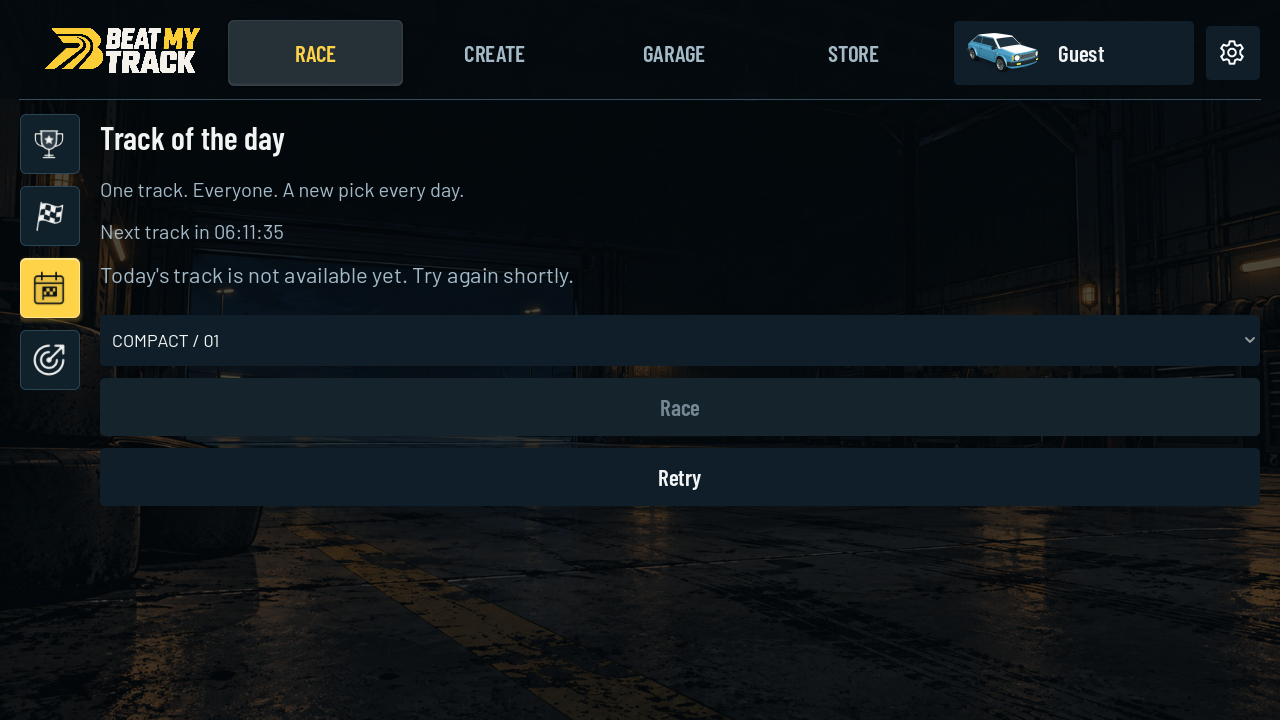 BEAT MY
TRACK
RACE
CREATE
GARAGE
STORE
Guest
Track of the day
One track. Everyone. A new pick every day.
Next track in 06:11:35
Today's track is not available yet. Try again shortly.
COMPACT / 01
Race
Retry